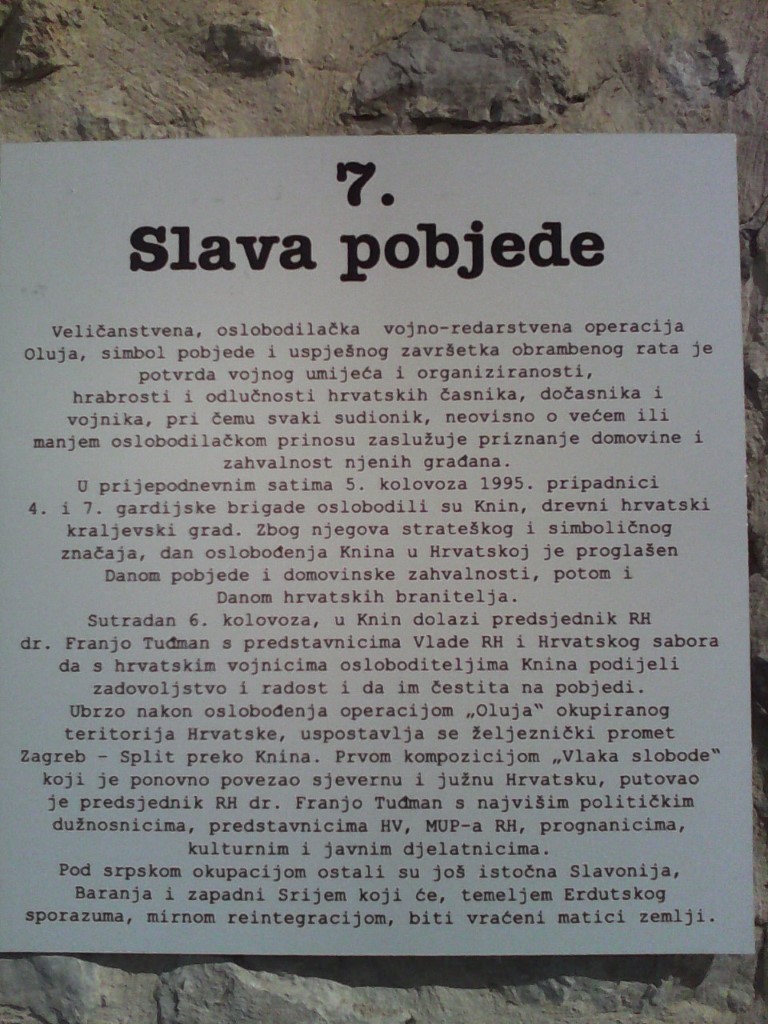 7.
Slava pobjede
Veličanstvena, oslobodilačka vojno-redarstvena operacija
Oluja, simbol pobjede i uspješnog završetka obrambenog rata je
potvrda vojnog umijeća i organiziranosti,
hrabrosti i odlučnosti hrvatskih časnika, dočasnika i
vojnika, pri čemu svaki sudionik, neovisno o većem ili
manjem oslobodilačkom prinosu zaslužuje priznanje domovine i
zahvalnost njenih građana.
U prijepodnevnim satima 5. kolovoza 1995. pripadnici
4. i 7. gardijske brigade oslobodili su Knin, drevni hrvatski
kraljevski grad. Zbog njegova strateškog i simboličnog
značaja, dan oslobođenja Knina u Hrvatskoj je proglašen
Danom pobjede i domovinske zahvalnosti, potom i
Danom hrvatskih branitelja.
Sutradan 6. kolovoza, u Knin dolazi predsjednik RH
dr. Franjo Tuđman s predstavnicima Vlade RH i Hrvatskog sabora
da s hrvatskim vojnicima osloboditeljima Knina podijeli
zadovoljstvo i radost i da im čestita na pobjedi.
Ubrzo nakon oslobođenja operacijom „Oluja“ okupiranog
teritorija Hrvatske, uspostavlja se željeznički promet
Zagreb - Split preko Knina. Prvom kompozicijom „Vlaka slobode“
koji je ponovno povezao sjevernu i južnu Hrvatsku, putovao
je predsjednik RH dr. Franjo Tuđman s najvišim političkim
dužnosnicima, predstavnicima HV, MUP-a RH, prognanicima,
kulturnim i javnim djelatnicima.
Pod srpskom okupacijom ostali su još istočna Slavonija,
Baranja i zapadni Srijem koji će, temeljem Erdutskog
sporazuma, mirnom reintegracijom, biti vraćeni matici zemlji.